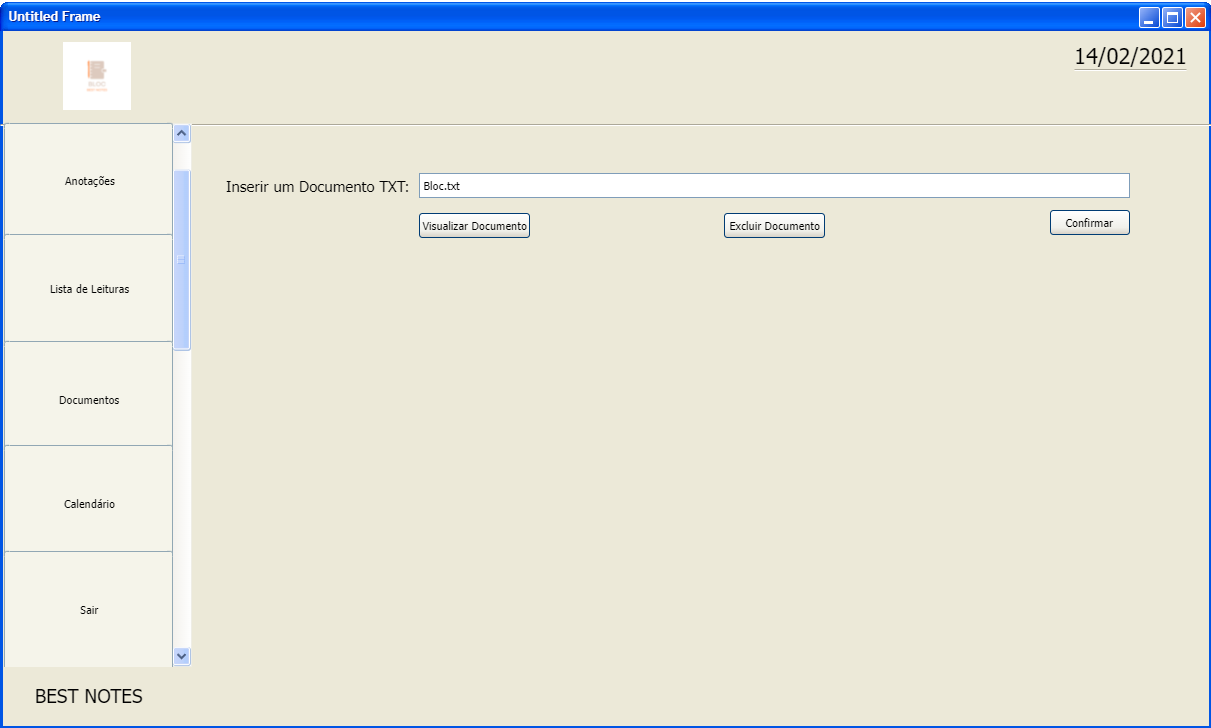 Untitled Frame
BLOC
14/02/2021
Anotações
Inserir um Documento TXT: Bloc.txt
Visualizar Documento Excluir Documento Confirmar
Lista de Leituras
Documentos
Calendário
Sair
BEST NOTES